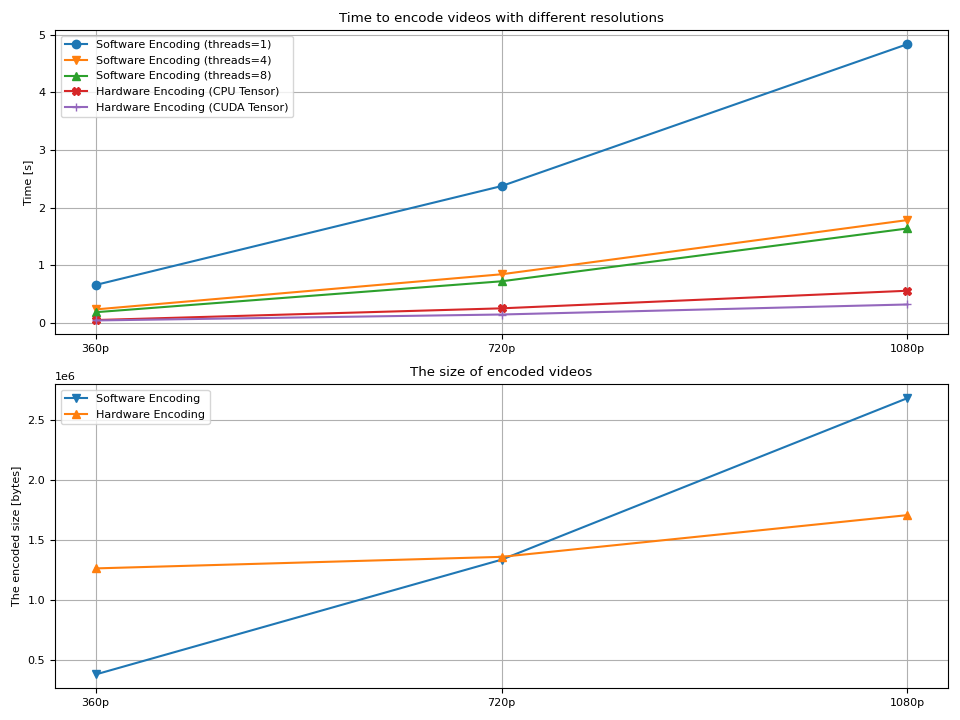 Time to encode videos with different resolutions
5
4
3
2
1
0
Time [s]
Software Encoding (threads=1)
Software Encoding (threads=4)
Software Encoding (threads=8)
Hardware Encoding (CPU Tensor)
Hardware Encoding (CUDA Tensor)
360p
720p
1080p
The size of encoded videos
1e6
2.5
2.0
1.5
1.0
0.5
The encoded size [bytes]
Software Encoding
Hardware Encoding
360p
720p
1080p